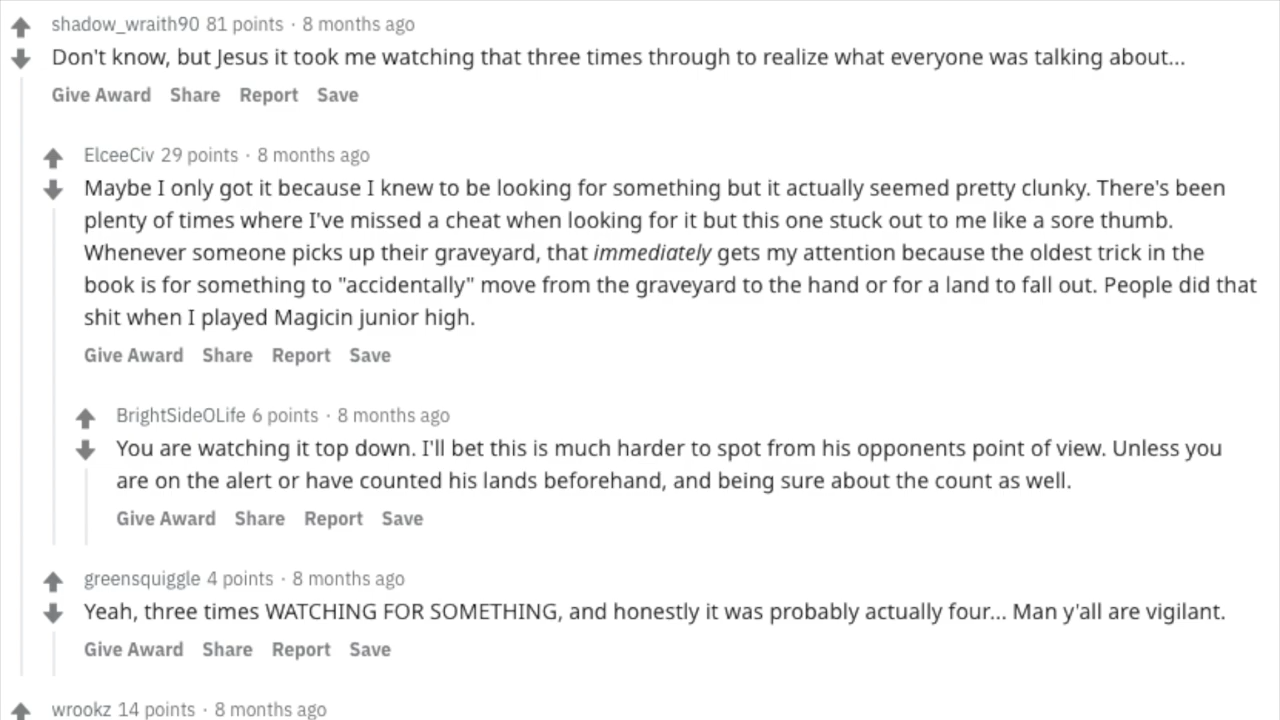 shadow_wraith90 81 points · 8 months ago
Don't know, but Jesus it took me watching that three times through to realize what everyone was talking about...
Give Award Share Report Save
ElceeCiv 29 points · 8 months ago
Maybe I only got it because I knew to be looking for something but it actually seemed pretty clunky. There's been
plenty of times where I've missed a cheat when looking for it but this one stuck out to me like a sore thumb.
Whenever someone picks up their graveyard, that immediately gets my attention because the oldest trick in the
book is for something to "accidentally" move from the graveyard to the hand or for a land to fall out. People did that
shit when I played Magicin junior high.
Give Award Share Report Save
BrightSideOLife 6 points · 8 months ago
You are watching it top down. I'll bet this is much harder to spot from his opponents point of view. Unless you
are on the alert or have counted his lands beforehand, and being sure about the count as well.
Give Award Share Report Save
greensquiggle 4 points · 8 months ago
Yeah, three times WATCHING FOR SOMETHING, and honestly it was probably actually four... Man y'all are vigilant.
Give Award Share Report Save
wrookz 14 points · 8 months ago